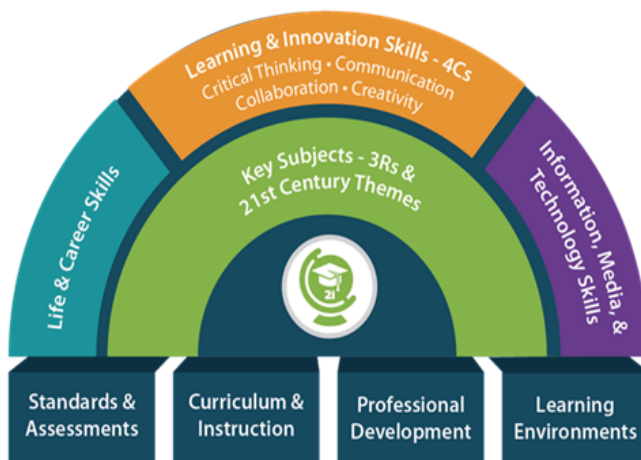 Learning & Innovation Skills - 4Cs
Critical Thinking • Communication
Collaboration • Creativity
Key Subjects - 3Rs &
21st Century Themes
Life & Career Skills
Information, Media, &
Technology Skills
21
Standards &
Assessments
Curriculum &
Instruction
Professional
Development
Learning
Environments